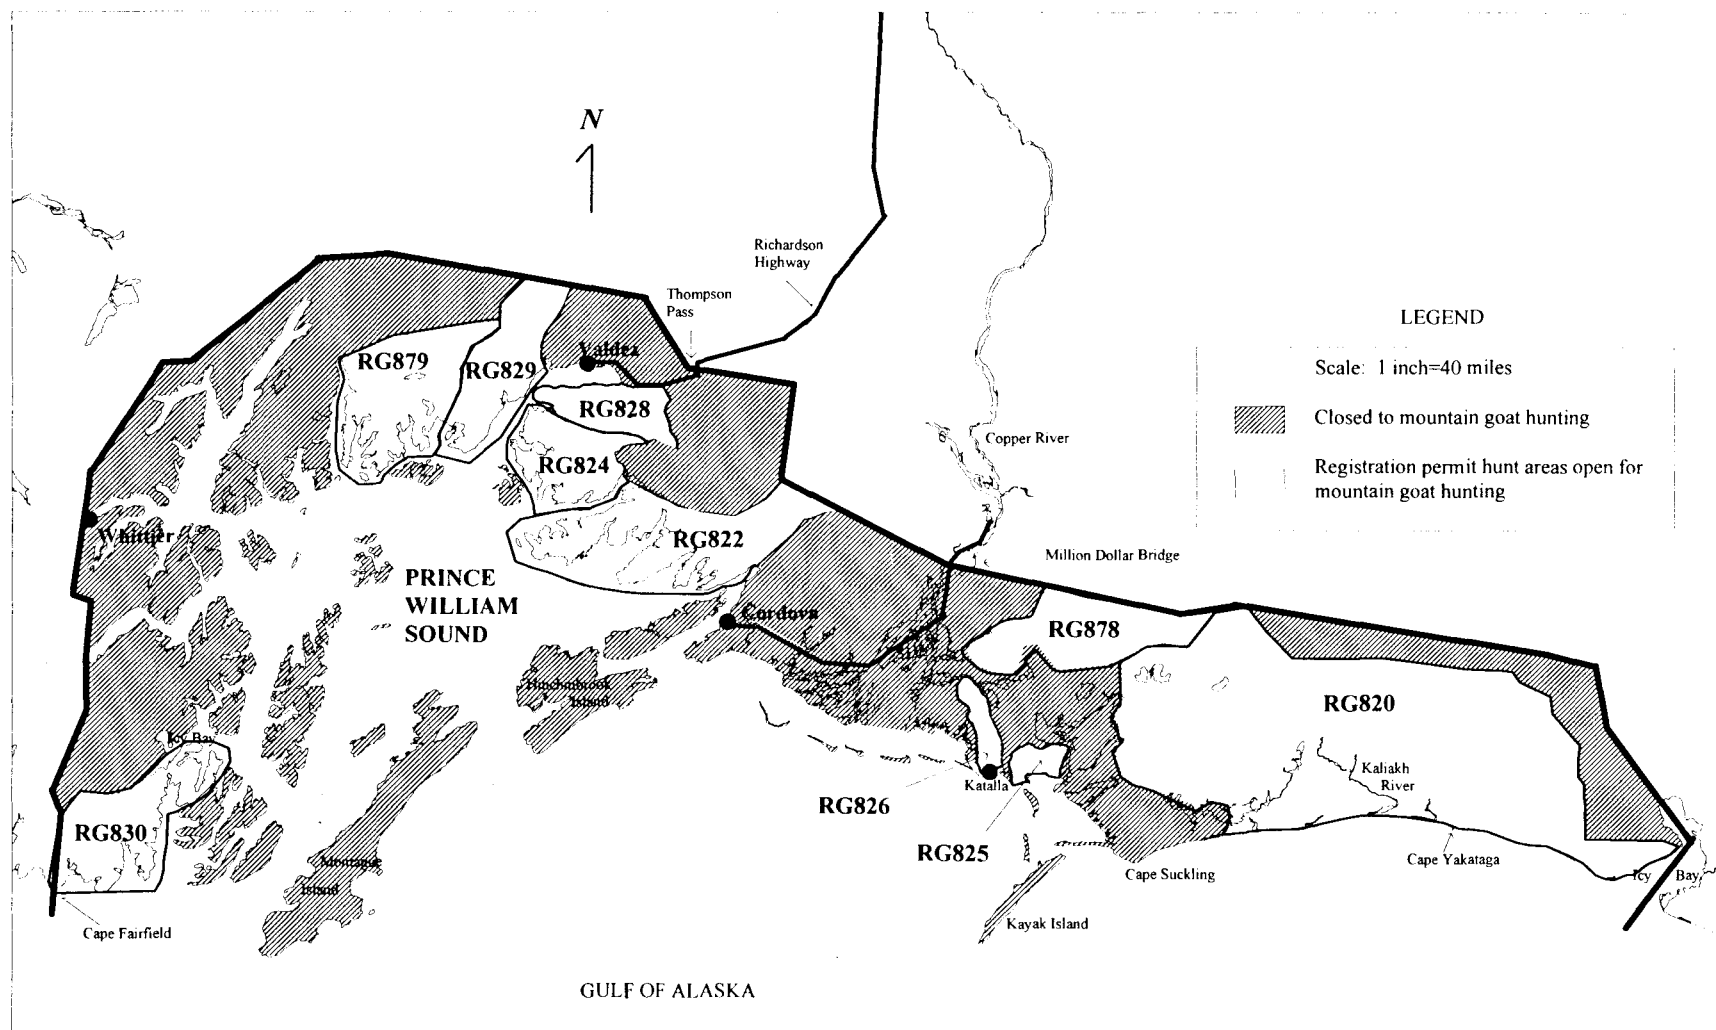 N
Richardson
Highway
Thompson
Pass
LEGEND
Scale: 1 inch=40 miles
Closed to mountain goat hunting
Registration permit hunt areas open for
mountain goat hunting
RG879
RG829
Valdez
RG828
RG824
Copper River
Whittier
RG822
Million Dollar Bridge
PRINCE
WILLIAM
SOUND
Cordova
RG878
Hinchinbrook
Island
RG820
Icy Bay
Kaliakh
River
Katalla
RG826
RG830
RG825
Montague
Island
Cape Suckling
Cape Yakataga
Icy Bay
Cape Fairfield
Kayak Island
GULF OF ALASKA